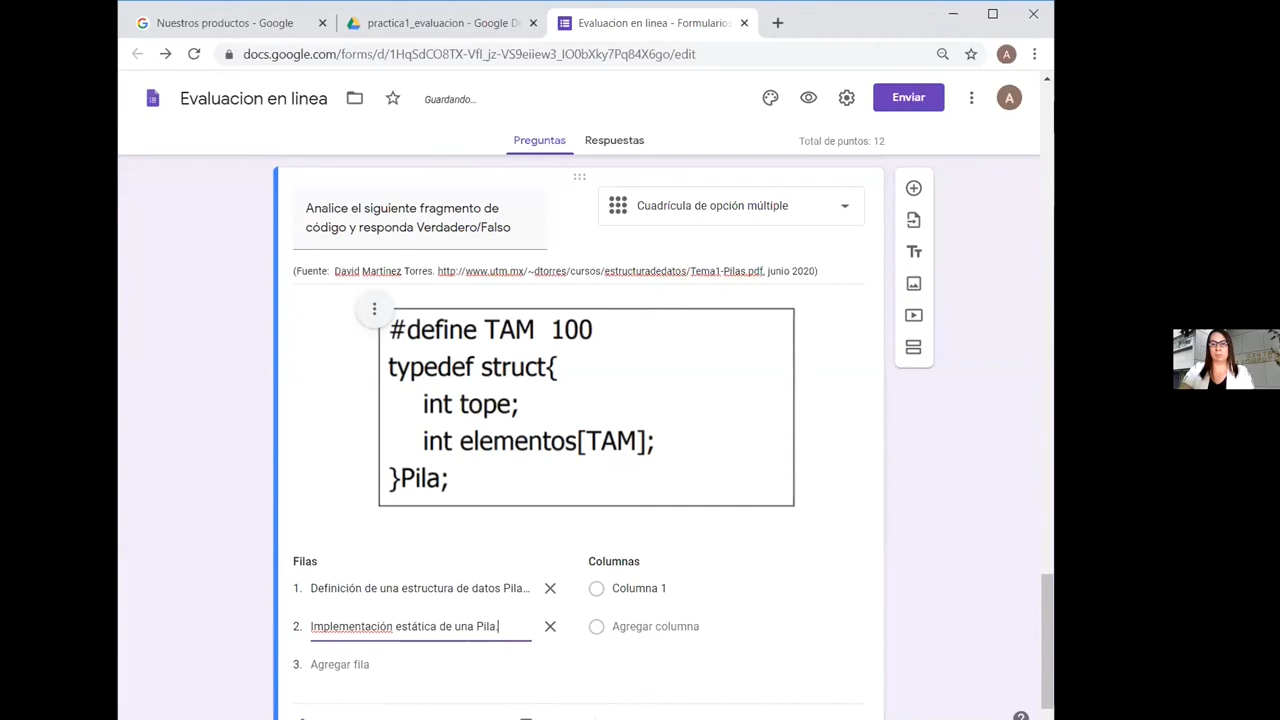 Nuestros productos - Google
practica1_evaluacion - Google De
Evaluacion en linea - Formularios
docs.google.com/forms/d/1HqSdCO8TX-VfI_jz-VS9eiiew3_IO0bXky7Pq84X6go/edit
A
Evaluacion en linea
Guardando...
Enviar
A
Preguntas
Respuestas
Total de puntos: 12
Analice el siguiente fragmento de
código y responda Verdadero/Falso
Cuadrícula de opción múltiple
(Fuente: David Martínez Torres. http://www.utm.mx/~dtorres/cursos/estructuradedatos/Tema1-Pilas.pdf, junio 2020)
#define TAM 100
typedef struct{
int tope;
int elementos[TAM];
}Pila;
Filas
Columnas
1. Definición de una estructura de datos Pila...
Columna 1
2. Implementación estática de una Pila.
Agregar columna
3. Agregar fila